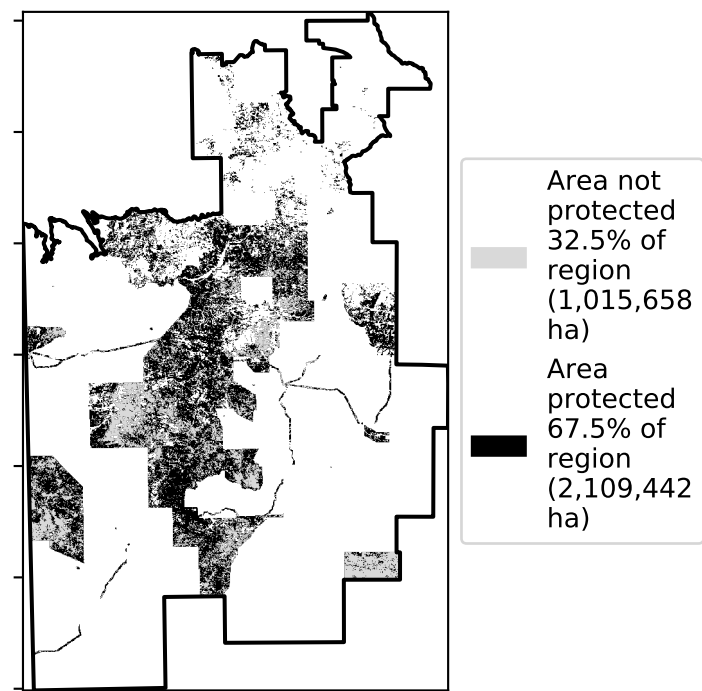 Area not
protected
32.5% of
region
(1,015,658
ha)
Area
protected
67.5% of
region
(2,109,442
ha)